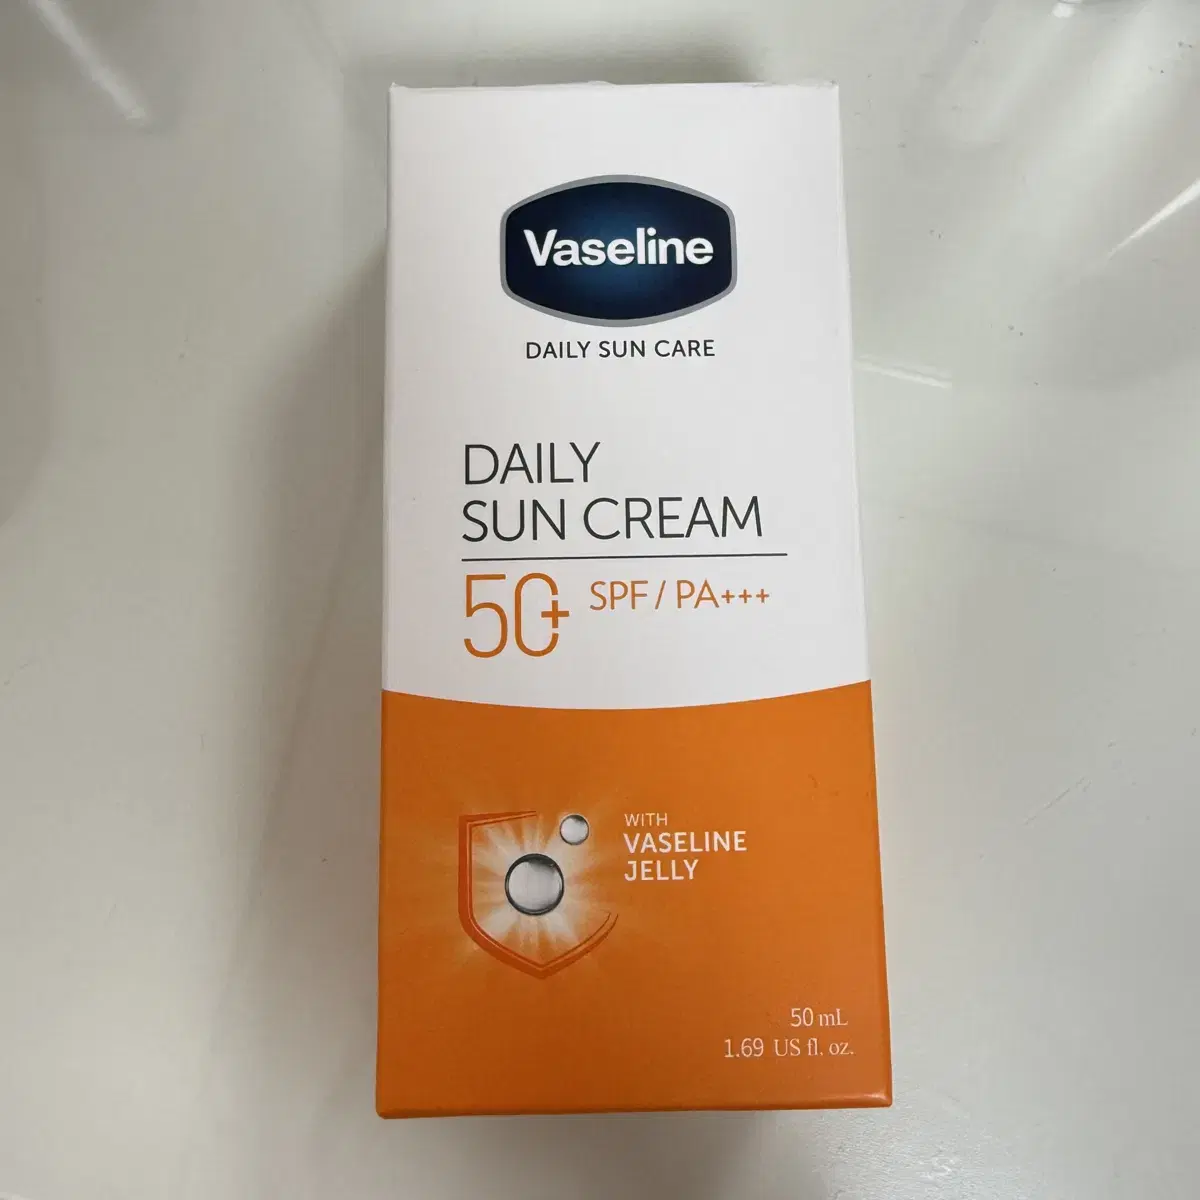 Vaseline
DAILY SUN CARE
DAILY
SUN CREAM
50+ SPF / PA+++
WITH
VASELINE
JELLY
50 mL
1.69 US fl. oz.